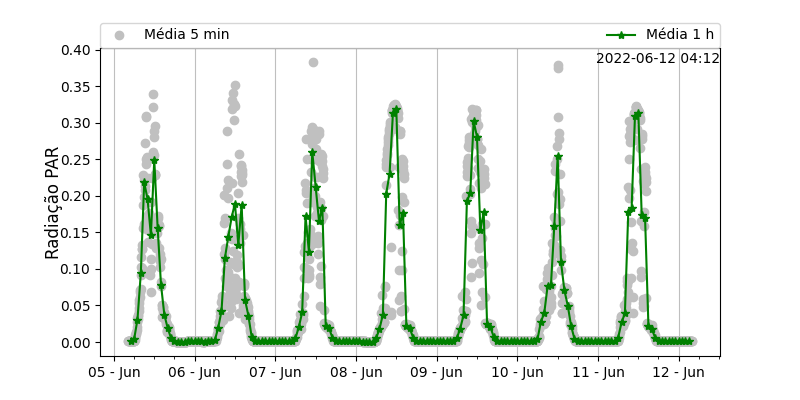 Média 5 min
Média 1 h
2022-06-12 04:12
Radiação PAR
0.40
0.35
0.30
0.25
0.20
0.15
0.10
0.05
0.00
05 - Jun
06 - Jun
07 - Jun
08 - Jun
09 - Jun
10 - Jun
11 - Jun
12 - Jun